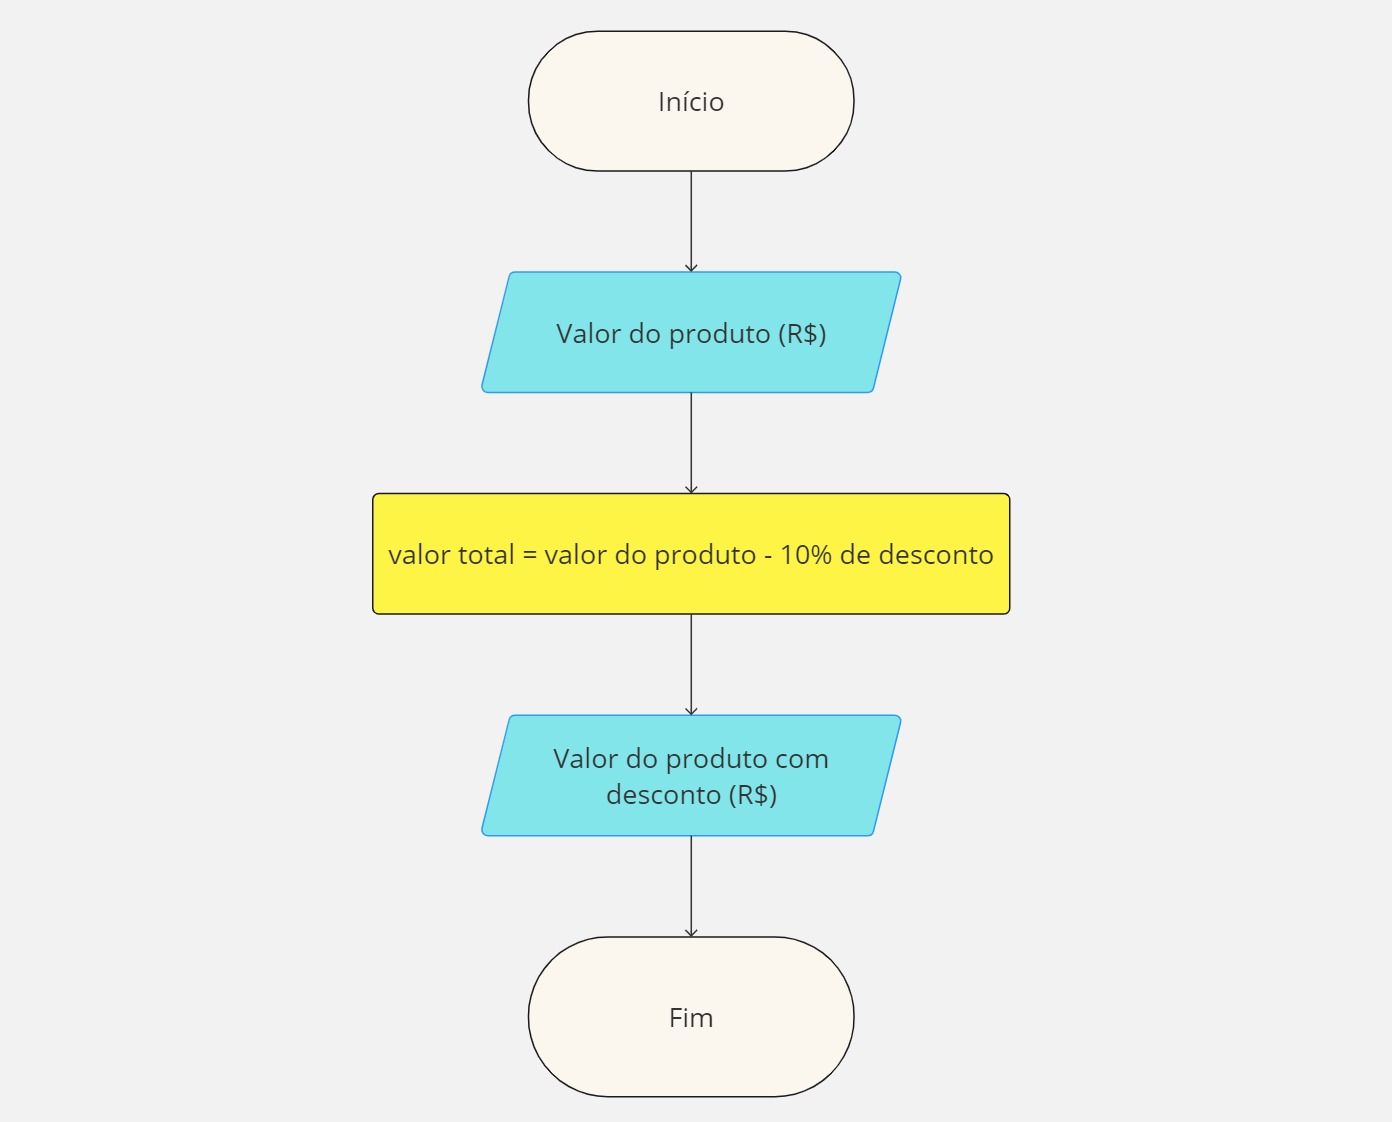 Início
Valor do produto (R$)
valor total = valor do produto - 10% de desconto
Valor do produto com
desconto (R$)
Fim